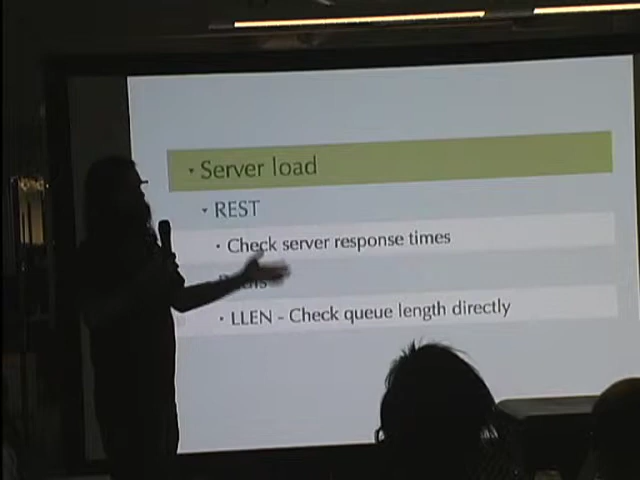 • Server load
• REST
• Check server response times
• LLEN - Check queue length directly